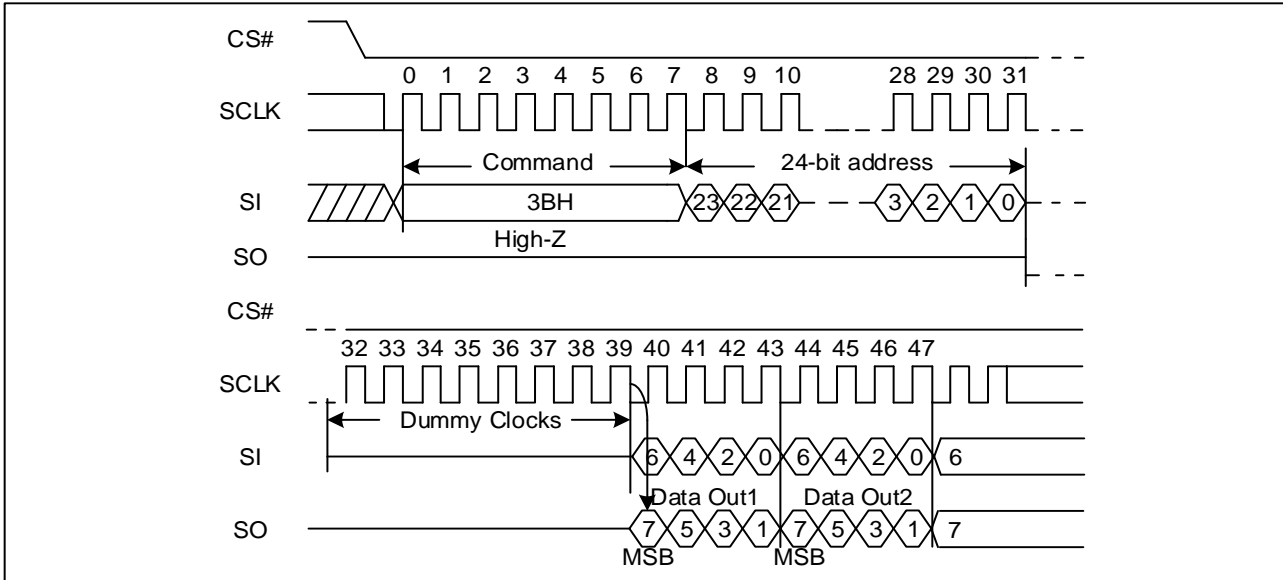 CS#
0 1 2 3 4 5 6 7 8 9 10 28 29 30 31
SCLK
Command 24-bit address
SI 3BH 23 22 21 3 2 1 0
High-Z
SO
CS#
32 33 34 35 36 37 38 39 40 41 42 43 44 45 46 47
SCLK
Dummy Clocks
SI 6 4 2 0 6 4 2 0 6
Data Out1 Data Out2
SO 7 5 3 1 7 5 3 1 7
MSB MSB